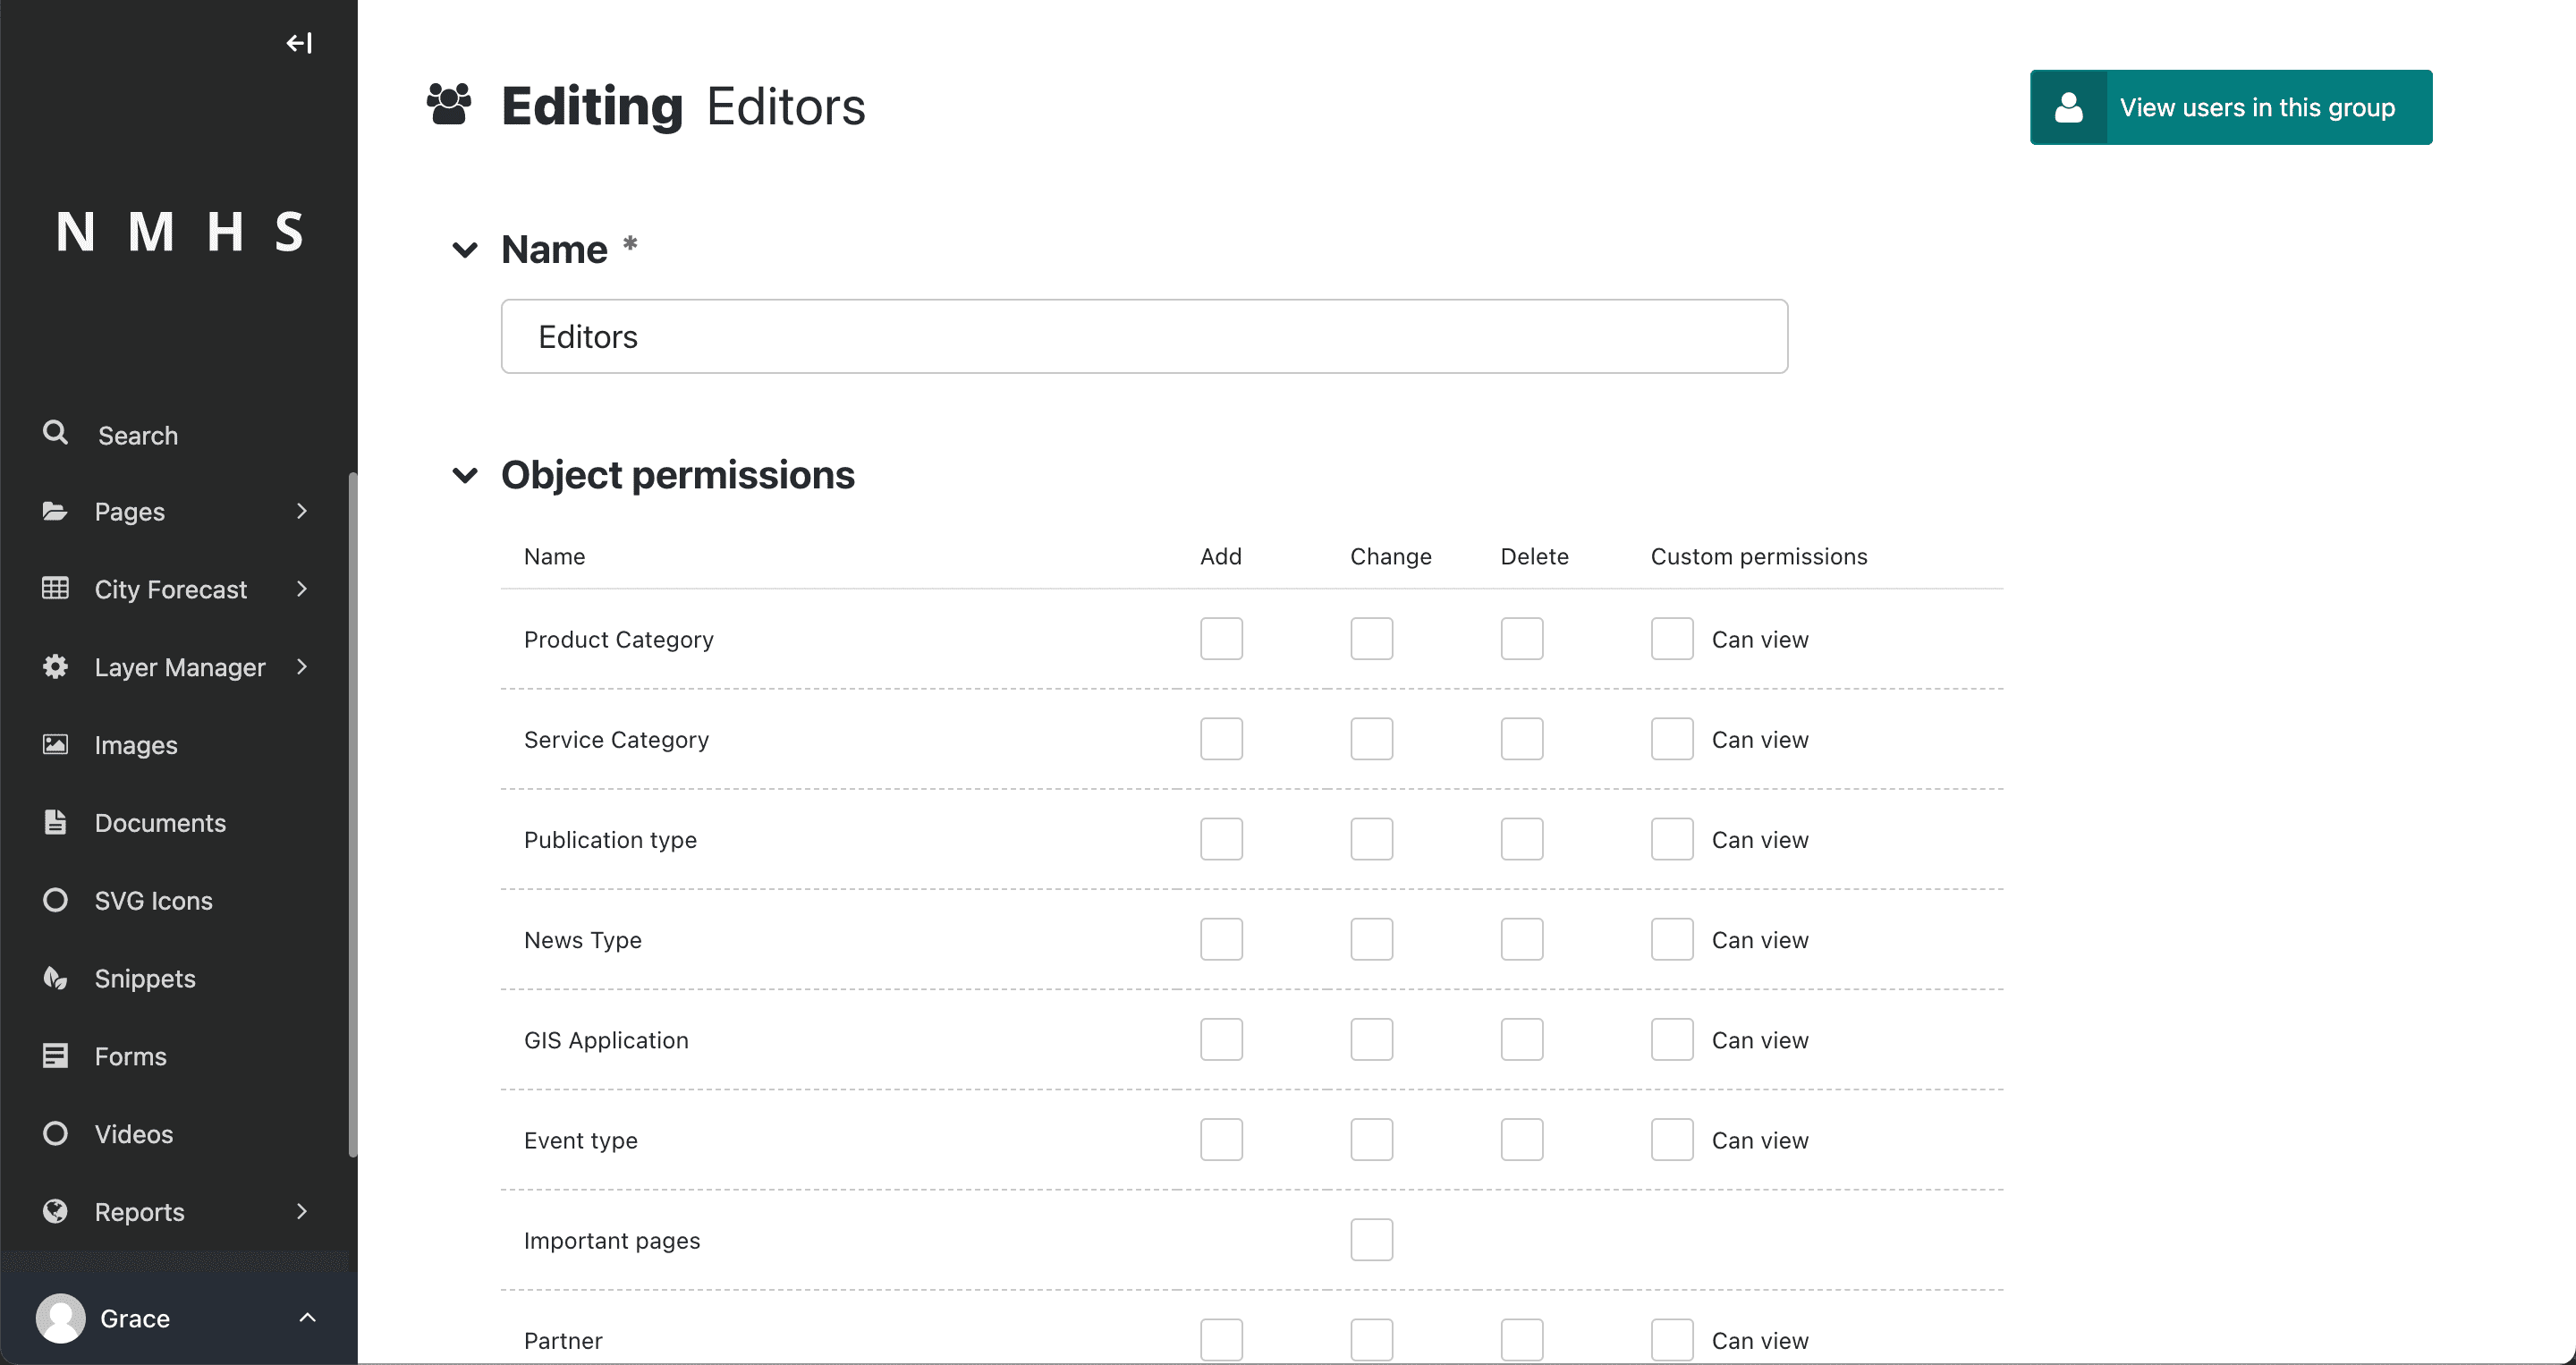 N M H S
Search
Pages
City Forecast
Layer Manager
Images
Documents
SVG Icons
Snippets
Forms
Videos
Reports
Grace
Editing Editors
View users in this group
Name *
Editors
Object permissions
Name Add Change Delete Custom permissions
Product Category Can view
Service Category Can view
Publication type Can view
News Type Can view
GIS Application Can view
Event type Can view
Important pages
Partner Can view